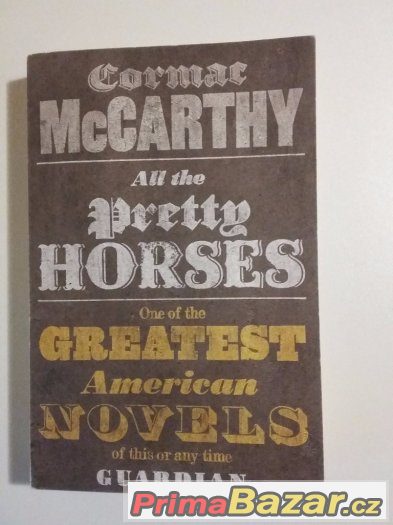 Cormac
McCARTHY
All the
Pretty
HORSES
One of the
GREATEST
American
NOVELS
of this or any time
GUARDIAN
PrimaBazar.cz